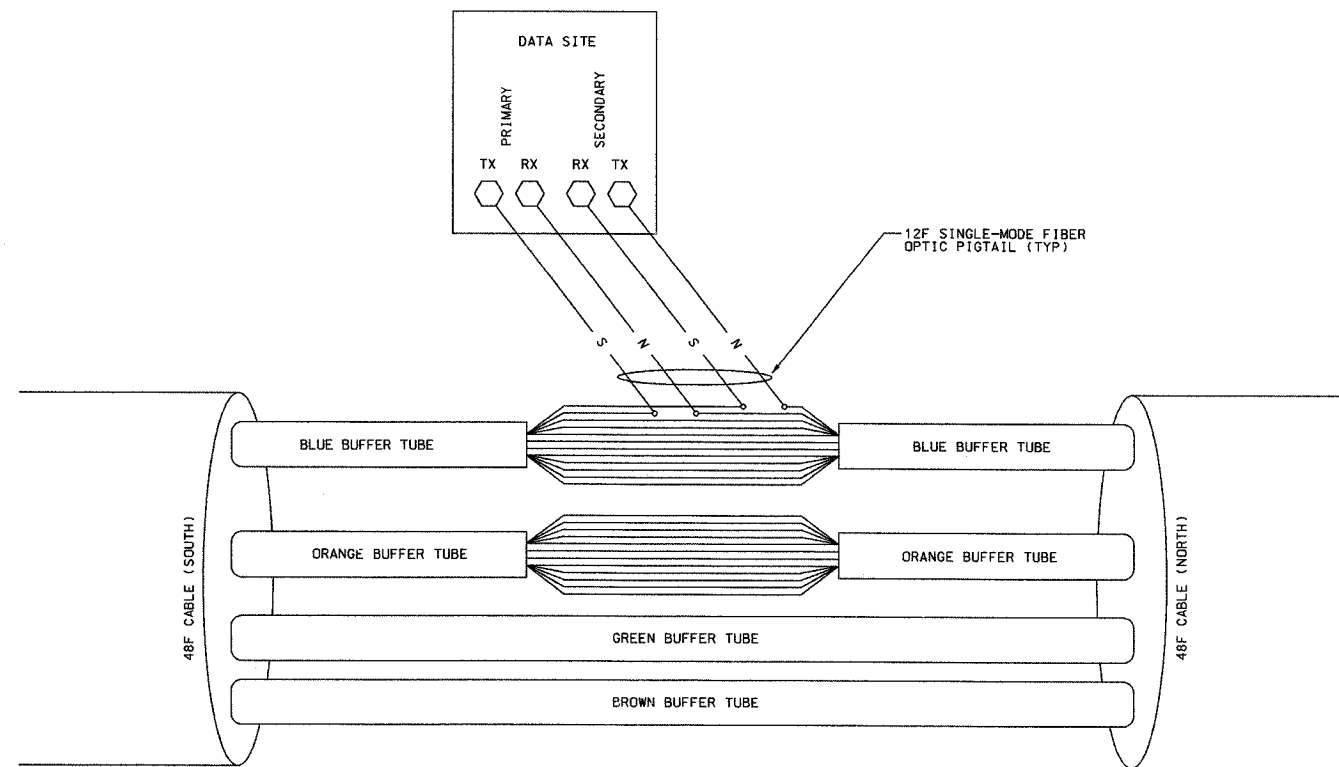 DATA SITE
PRIMARY
SECONDARY
TX RX RX TX
12F SINGLE-MODE FIBER
OPTIC PIGTAIL (TYP)
S N S N
BLUE BUFFER TUBE
BLUE BUFFER TUBE
48F CABLE (SOUTH)
ORANGE BUFFER TUBE
ORANGE BUFFER TUBE
48F CABLE (NORTH)
GREEN BUFFER TUBE
BROWN BUFFER TUBE